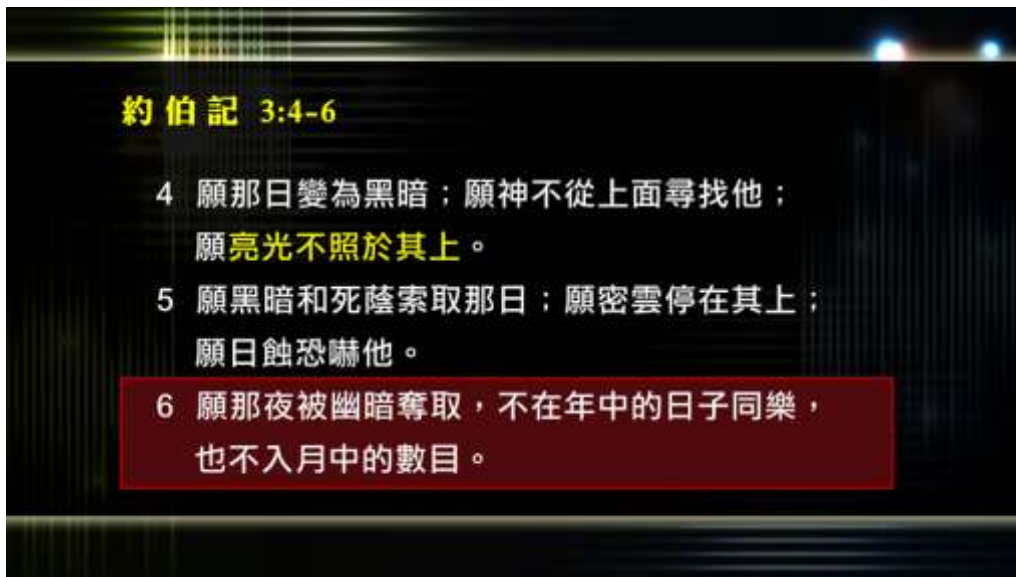 約伯記 3:4-6
4 願那日變為黑暗；願神不從上面尋找他；
願亮光不照於其上。
5 願黑暗和死蔭索取那日；願密雲停在其上；
願日蝕恐嚇他。
6 願那夜被幽暗奪取，不在年中的日子同樂，
也不入月中的數目。